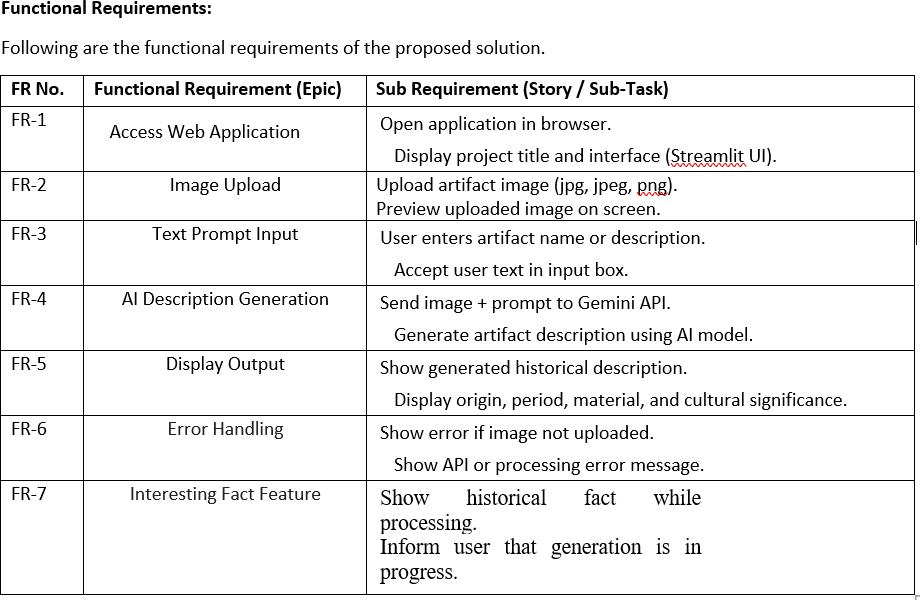 Functional Requirements:
Following are the functional requirements of the proposed solution.
FR No. Functional Requirement (Epic) Sub Requirement (Story / Sub-Task)
FR-1 Access Web Application Open application in browser.
Display project title and interface (Streamlit UI).
FR-2 Image Upload Upload artifact image (jpg, jpeg, png).
Preview uploaded image on screen.
FR-3 Text Prompt Input User enters artifact name or description.
Accept user text in input box.
FR-4 AI Description Generation Send image + prompt to Gemini API.
Generate artifact description using AI model.
FR-5 Display Output Show generated historical description.
Display origin, period, material, and cultural significance.
FR-6 Error Handling Show error if image not uploaded.
Show API or processing error message.
FR-7 Interesting Fact Feature Show historical fact while
processing.
Inform user that generation is in
progress.